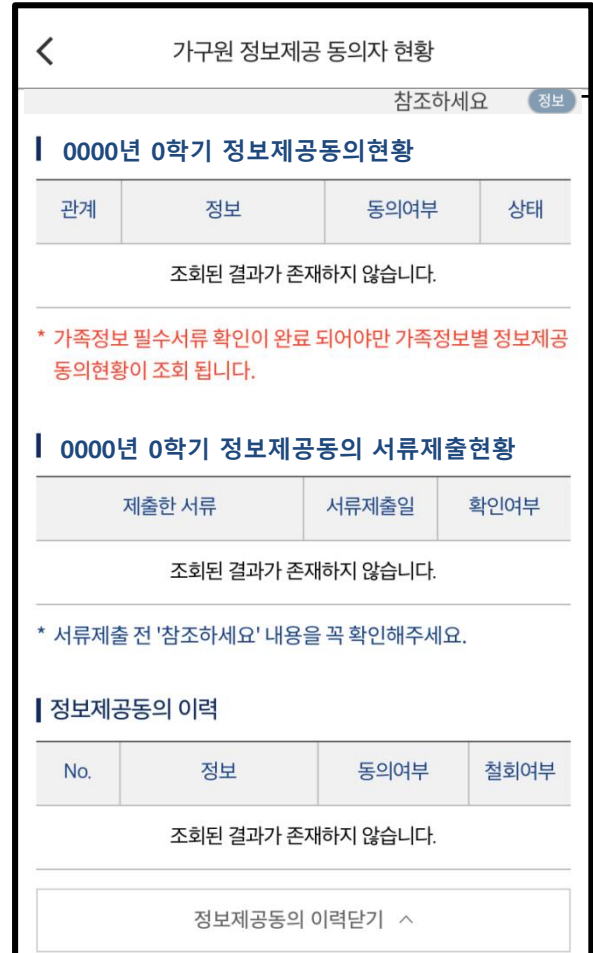 가구원 정보제공 동의자 현황
참조하세요 정보
0000년 0학기 정보제공동의현황
관계 정보 동의여부 상태
조회된 결과가 존재하지 않습니다.
* 가족정보 필수서류 확인이 완료 되어야만 가족정보별 정보제공
동의현황이 조회 됩니다.
0000년 0학기 정보제공동의 서류제출현황
제출한 서류 서류제출일 확인여부
조회된 결과가 존재하지 않습니다.
* 서류제출 전 '참조하세요' 내용을 꼭 확인해주세요.
정보제공동의 이력
No. 정보 동의여부 철회여부
조회된 결과가 존재하지 않습니다.
정보제공동의 이력닫기